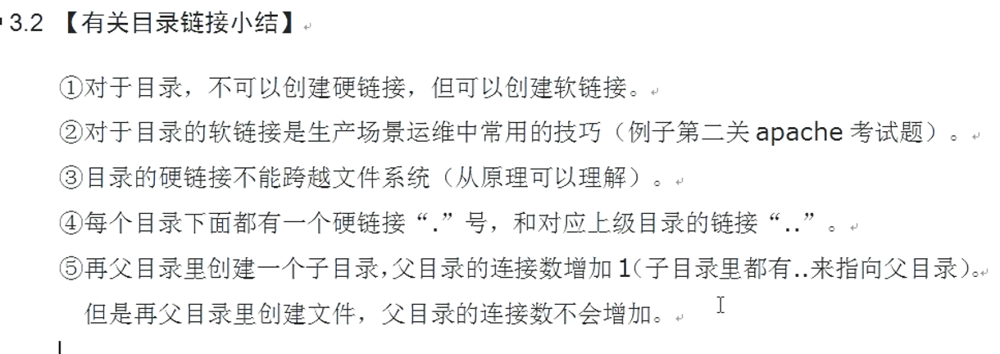 3.2 【有关目录链接小结】
①对于目录，不可以创建硬链接，但可以创建软链接。
②对于目录的软链接是生产场景运维中常用的技巧（例子第二关 apache 考试题）。
③目录的硬链接不能跨越文件系统（从原理可以理解）。
④每个目录下面都有一个硬链接“.”号，和对应上级目录的链接“..”。
⑤再父目录里创建一个子目录,父目录的连接数增加 1(子目录里都有..来指向父目录)。
但是再父目录里创建文件，父目录的连接数不会增加。